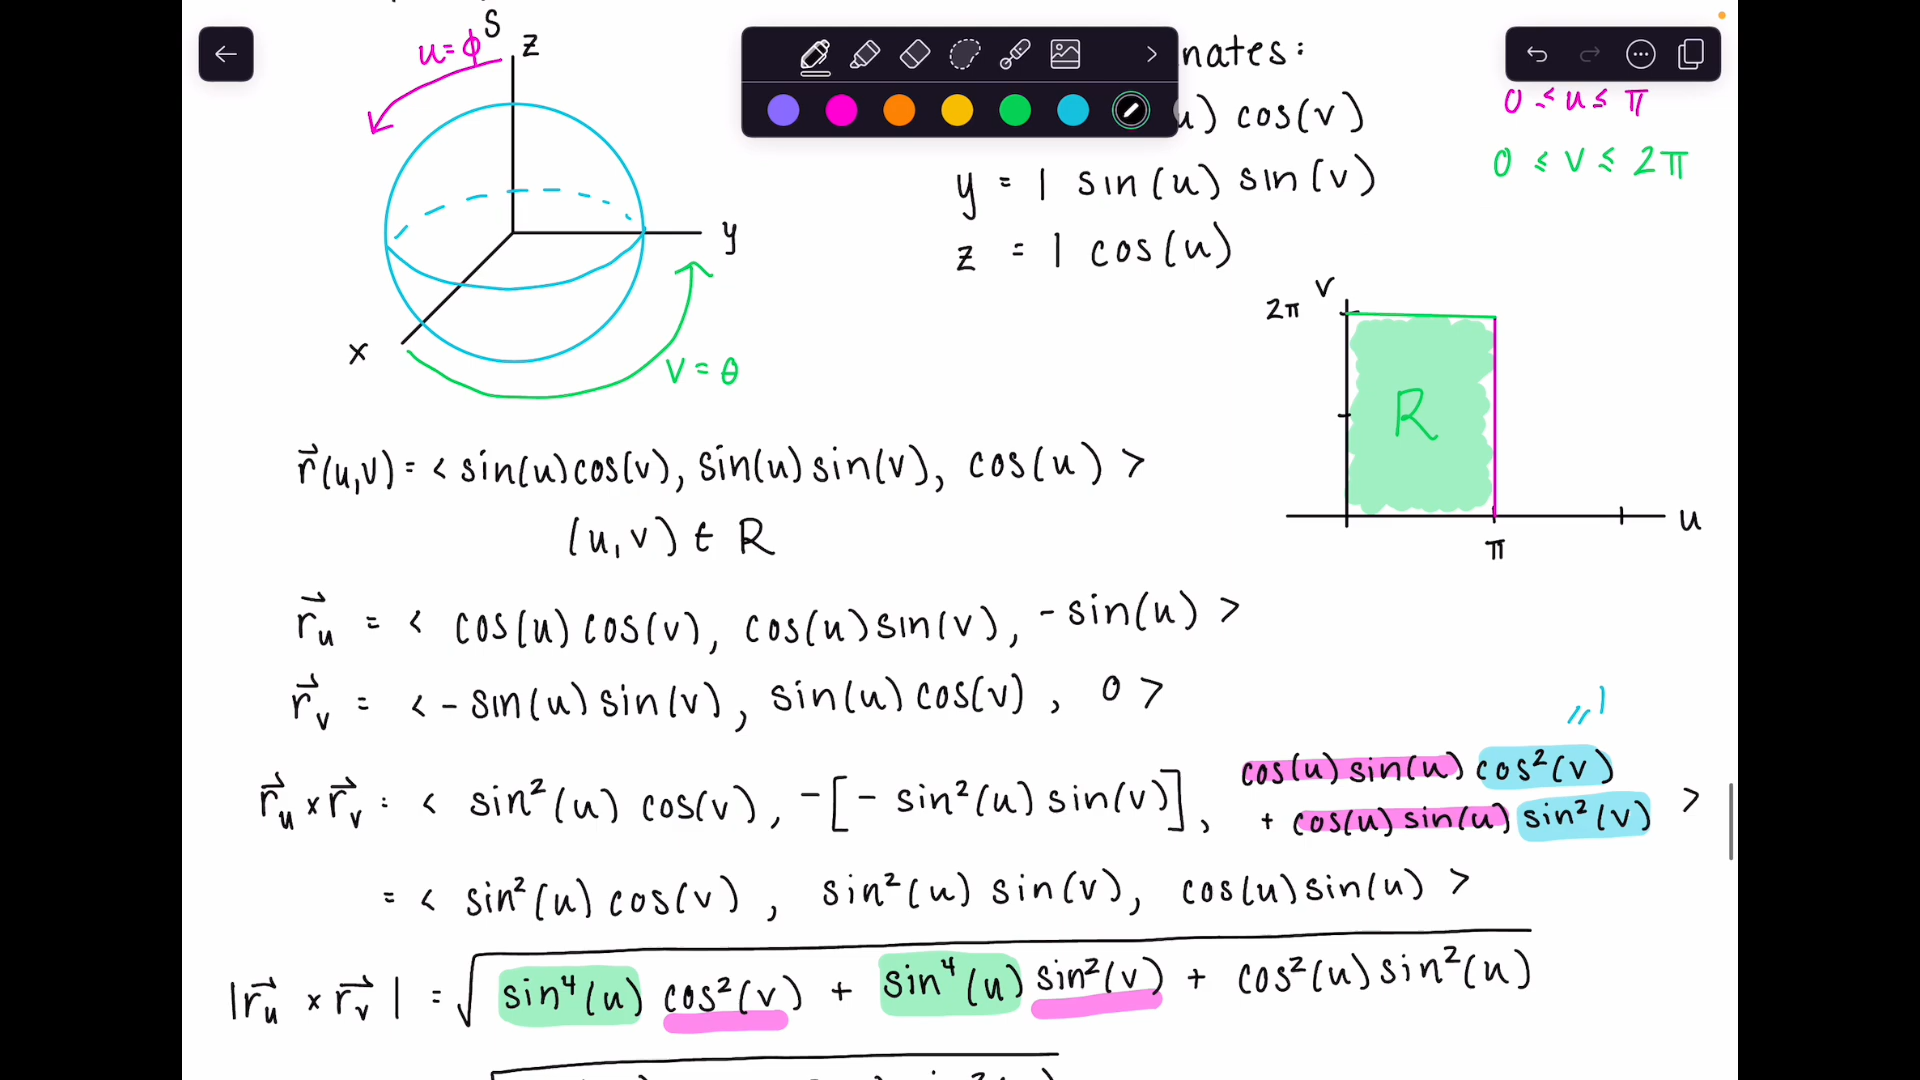 S
u=ϕ
z
nates:
u) cos(v)
0 ≤ u ≤ π
y = 1 sin(u) sin(v)
0 ≤ v ≤ 2π
z = 1 cos(u)
y
x
v = θ
v
2π
R
u
π
r⃗(u,v) = < sin(u)cos(v), sin(u)sin(v), cos(u) >
(u,v) ∈ R
r⃗ᵤ = < cos(u)cos(v), cos(u)sin(v), -sin(u) >
r⃗ᵥ = < -sin(u)sin(v), sin(u)cos(v), 0 >
=1
r⃗ᵤ × r⃗ᵥ = < sin²(u) cos(v), -[- sin²(u) sin(v)], cos(u)sin(u) cos²(v) + cos(u)sin(u) sin²(v) >
= < sin²(u) cos(v), sin²(u) sin(v), cos(u)sin(u) >
|r⃗ᵤ × r⃗ᵥ| = √ sin⁴(u) cos²(v) + sin⁴(u) sin²(v) + cos²(u)sin²(u)